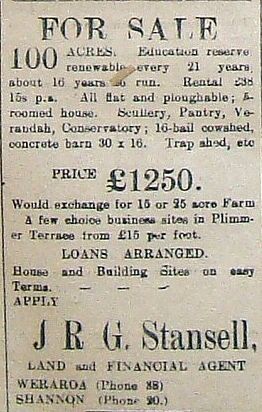 FOR SALE
100 ACRES. Education reserve
renewable every 21 years
about 16 years to run. Rental £38
15s p.a. All flat and ploughable;
roomed house. Scullery, Pantry, Ve-
randah, Conservatory; 16-bail cowshed,
concrete barn 30 x 16. Trap shed, etc
PRICE £1250.
Would exchange for 15 or 25 acre Farm
A few choice business sites in Plimm-
er Terrace from £15 per foot.
LOANS ARRANGED.
House and Building Sites on easy
Terms. — — —
APPLY
J R G. Stansell,
LAND and FINANCIAL AGENT
WERAROA (Phone 38)
SHANNON (Phone 20.)